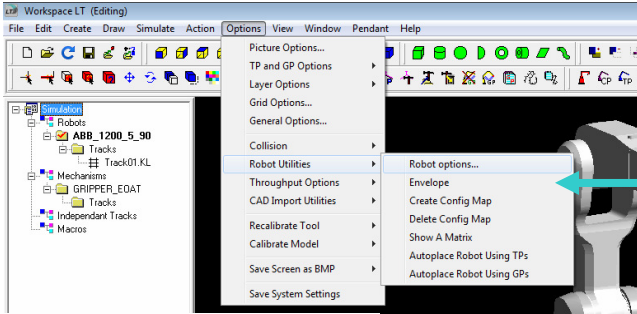 Workspace LT (Editing)
File Edit Create Draw Simulate Action Options View Window Pendant Help
Simulation
Robots
ABB_1200_5_90
Tracks
Track01.KL
Mechanisms
GRIPPER_EOAT
Tracks
Independant Tracks
Macros
Picture Options...
TP and GP Options
Layer Options
Grid Options...
General Options...
Collision
Robot Utilities
Throughput Options
CAD Import Utilities
Recalibrate Tool
Calibrate Model
Save Screen as BMP
Save System Settings
Robot options...
Envelope
Create Config Map
Delete Config Map
Show A Matrix
Autoplace Robot Using TPs
Autoplace Robot Using GPs